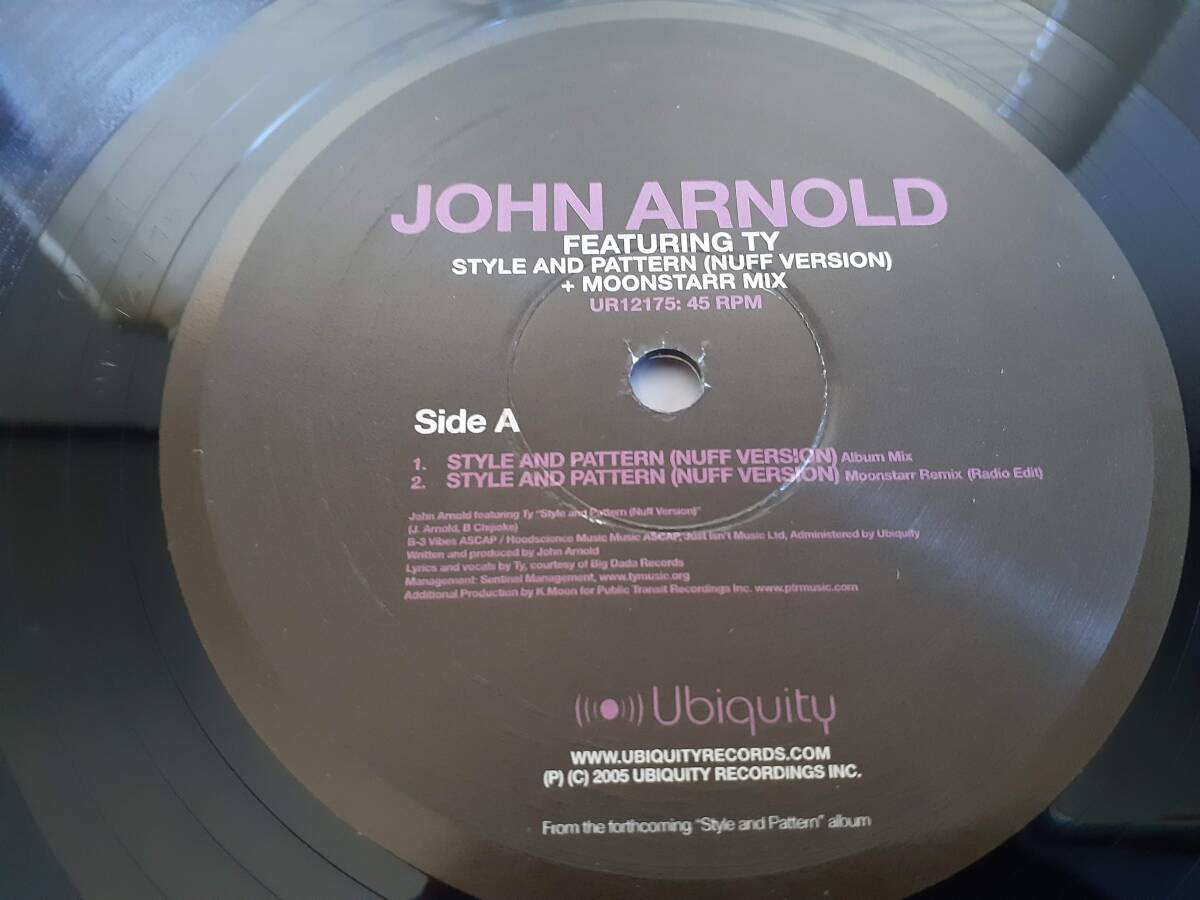 JOHN ARNOLD
FEATURING TY
STYLE AND PATTERN (NUFF VERSION)
+ MOONSTARR MIX
UR12175: 45 RPM
Side A
1. STYLE AND PATTERN (NUFF VERSION) Album Mix
2. STYLE AND PATTERN (NUFF VERSION) Moonstarr Remix (Radio Edit)
John Arnold featuring Ty "Style and Pattern (Nuff Version)"
(J. Arnold, B Chijioke)
B-3 Vibes ASCAP / Hoodscience Music Music ASCAP, Just Isn't Music Ltd, Administered by Ubiquity
Written and produced by John Arnold
Lyrics and vocals by Ty, courtesy of Big Dada Records
Management: Sentinel Management, www.tymusic.org
Additional Production by K.Moon for Public Transit Recordings Inc. www.ptrmusic.com
Ubiquity
WWW.UBIQUITYRECORDS.COM
(P) (C) 2005 UBIQUITY RECORDINGS INC.
From the forthcoming "Style and Pattern" album